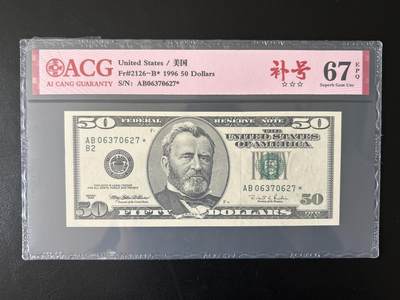 ACG
AI CANG GUARANTY
United States / 美国
Fr#2126-B* 1996 50 Dollars
S/N: AB06370627*
补号
☆☆☆
67 EPQ
Superb Gem Unc
50 FEDERAL RESERVE NOTE 50
AB 06370627 *
B2
THE
UNITED STATES
OF AMERICA
AB 06370627 *
50 FIFTY DOLLARS 50